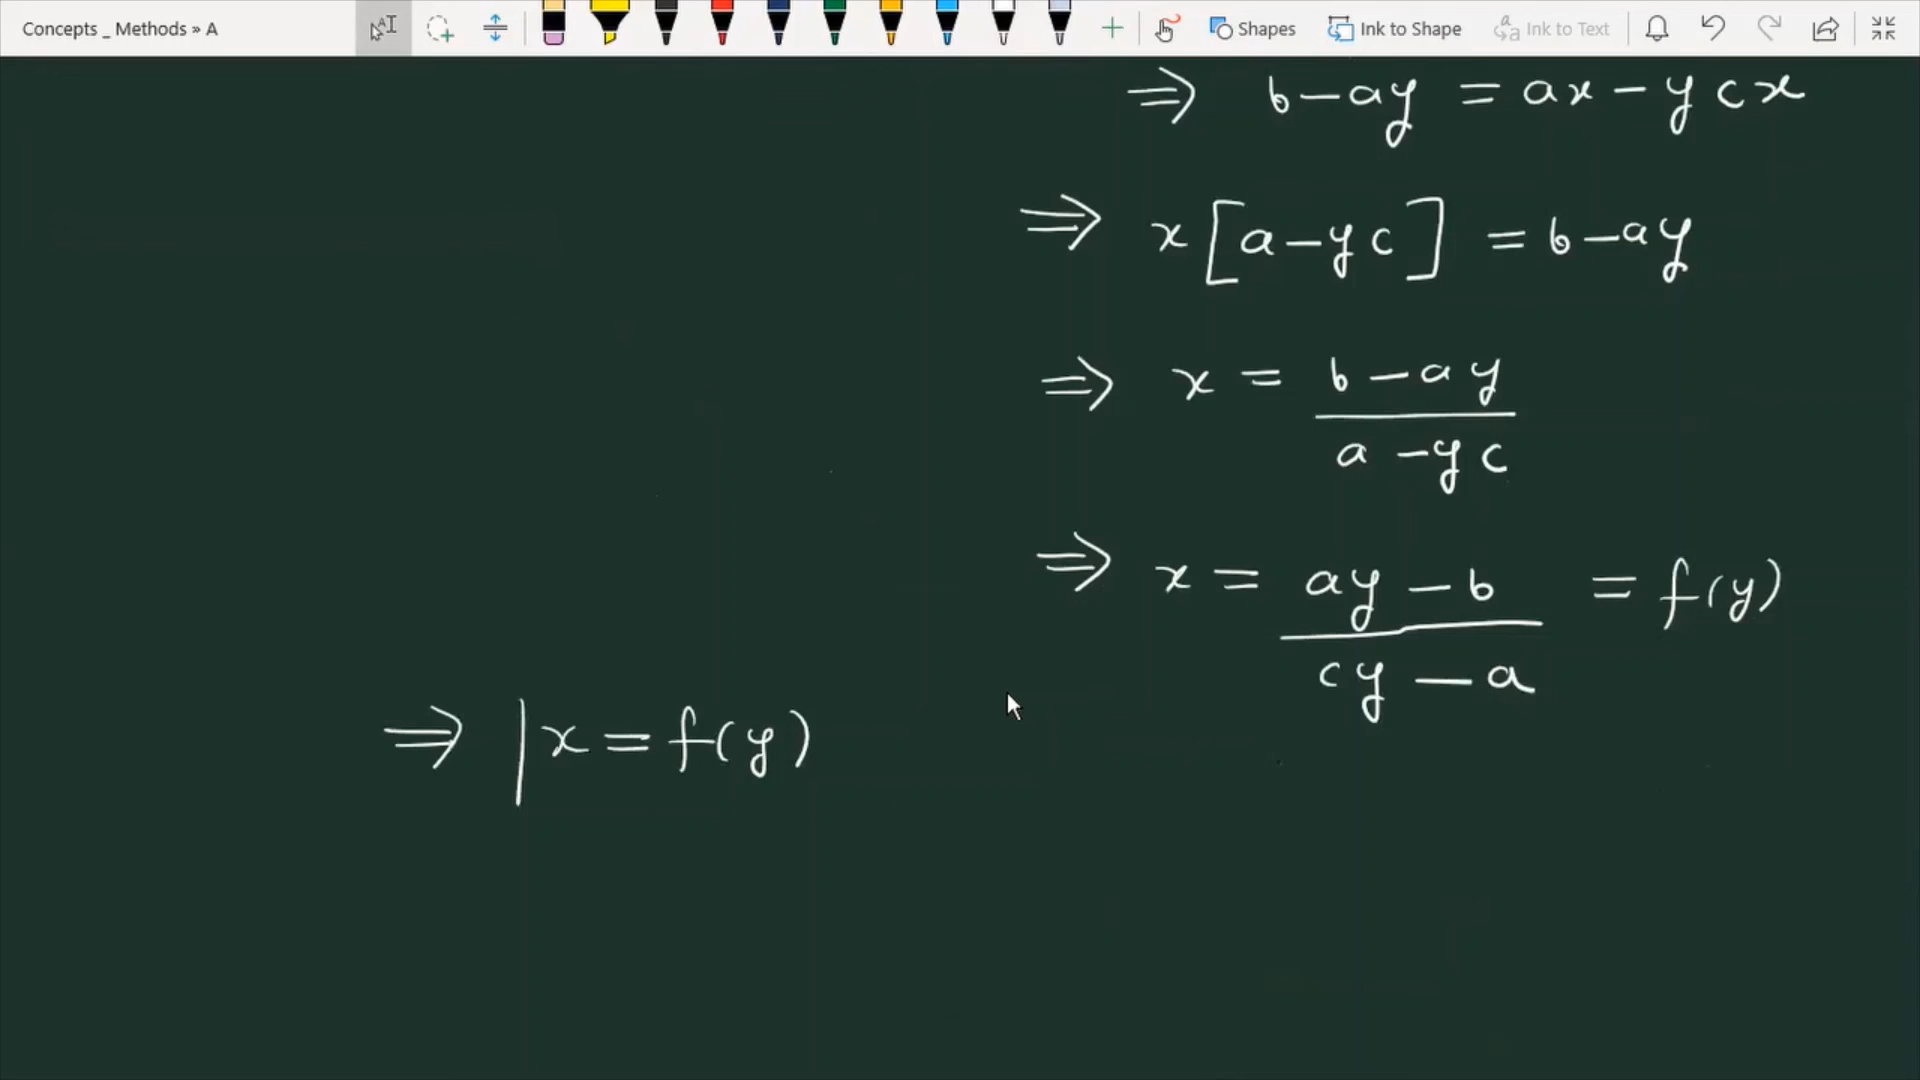 Concepts _ Methods » A
Shapes Ink to Shape Ink to Text
⇒ b - ay = ax - ycx
⇒ x[a - yc] = b - ay
⇒ x = b - ay
a - yc
⇒ x = ay - b = f(y)
cy - a
⇒ | x = f(y)